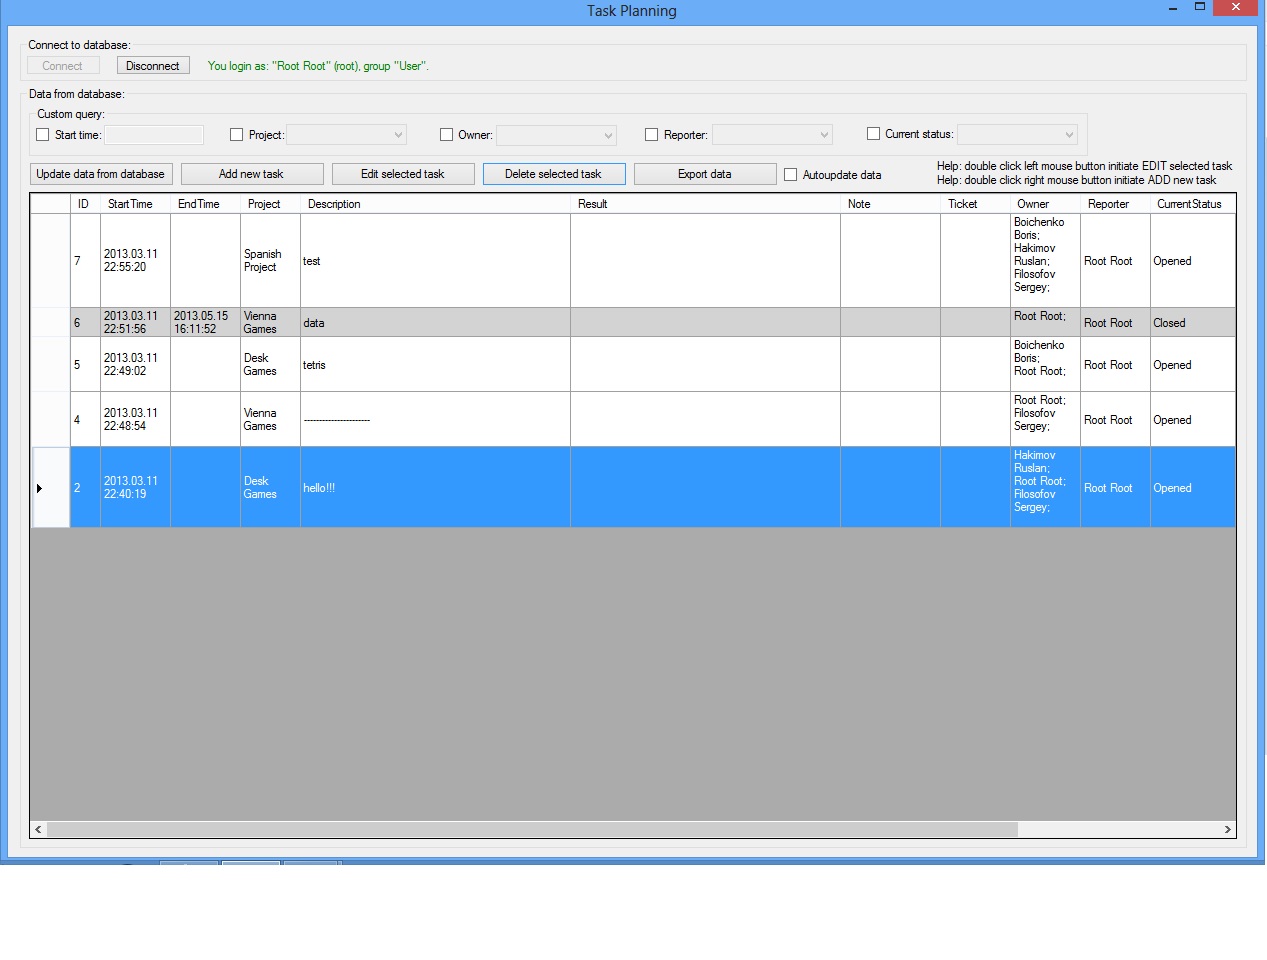 Task Planning
Connect to database:
Connect Disconnect You login as: "Root Root" (root), group "User".
Data from database:
Custom query:
Start time: Project: Owner: Reporter: Current status:
Update data from database Add new task Edit selected task Delete selected task Export data Autoupdate data
Help: double click left mouse button initiate EDIT selected task
Help: double click right mouse button initiate ADD new task
ID StartTime EndTime Project Description Result Note Ticket Owner Reporter CurrentStatus
7
2013.03.11
22:55:20
Spanish
Project
test
Boichenko
Boris;
Hakimov
Ruslan;
Filosofov
Sergey;
Root Root
Opened
6
2013.03.11
22:51:56
2013.05.15
16:11:52
Vienna
Games
data
Root Root;
Root Root
Closed
5
2013.03.11
22:49:02
Desk
Games
tetris
Boichenko
Boris;
Root Root;
Root Root
Opened
4
2013.03.11
22:48:54
Vienna
Games
----------------------
Root Root;
Filosofov
Sergey;
Root Root
Opened
2
2013.03.11
22:40:19
Desk
Games
hello!!!
Hakimov
Ruslan;
Root Root;
Filosofov
Sergey;
Root Root
Opened